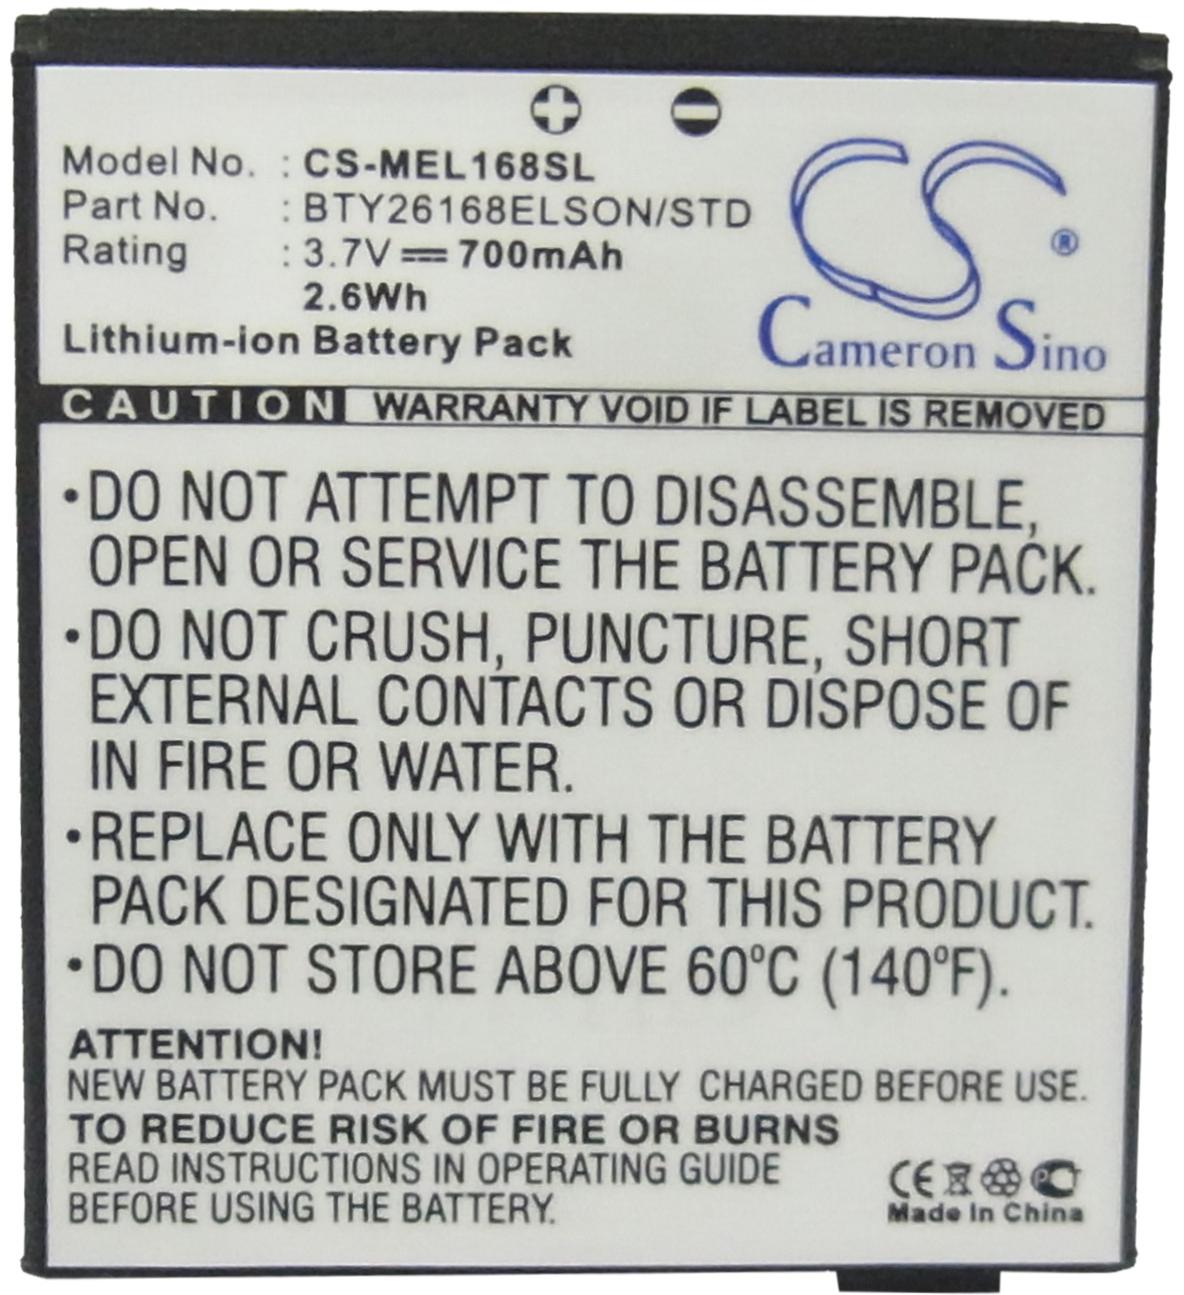 Model No. : CS-MEL168SL
Part No. : BTY26168ELSON/STD
Rating : 3.7V 700mAh
2.6Wh
Lithium-ion Battery Pack
CS®
Cameron Sino
CAUTION WARRANTY VOID IF LABEL IS REMOVED
•DO NOT ATTEMPT TO DISASSEMBLE,
OPEN OR SERVICE THE BATTERY PACK.
•DO NOT CRUSH, PUNCTURE, SHORT
EXTERNAL CONTACTS OR DISPOSE OF
IN FIRE OR WATER.
•REPLACE ONLY WITH THE BATTERY
PACK DESIGNATED FOR THIS PRODUCT.
•DO NOT STORE ABOVE 60°C (140°F).
ATTENTION!
NEW BATTERY PACK MUST BE FULLY CHARGED BEFORE USE.
TO REDUCE RISK OF FIRE OR BURNS
READ INSTRUCTIONS IN OPERATING GUIDE
BEFORE USING THE BATTERY.
CE
Made In China